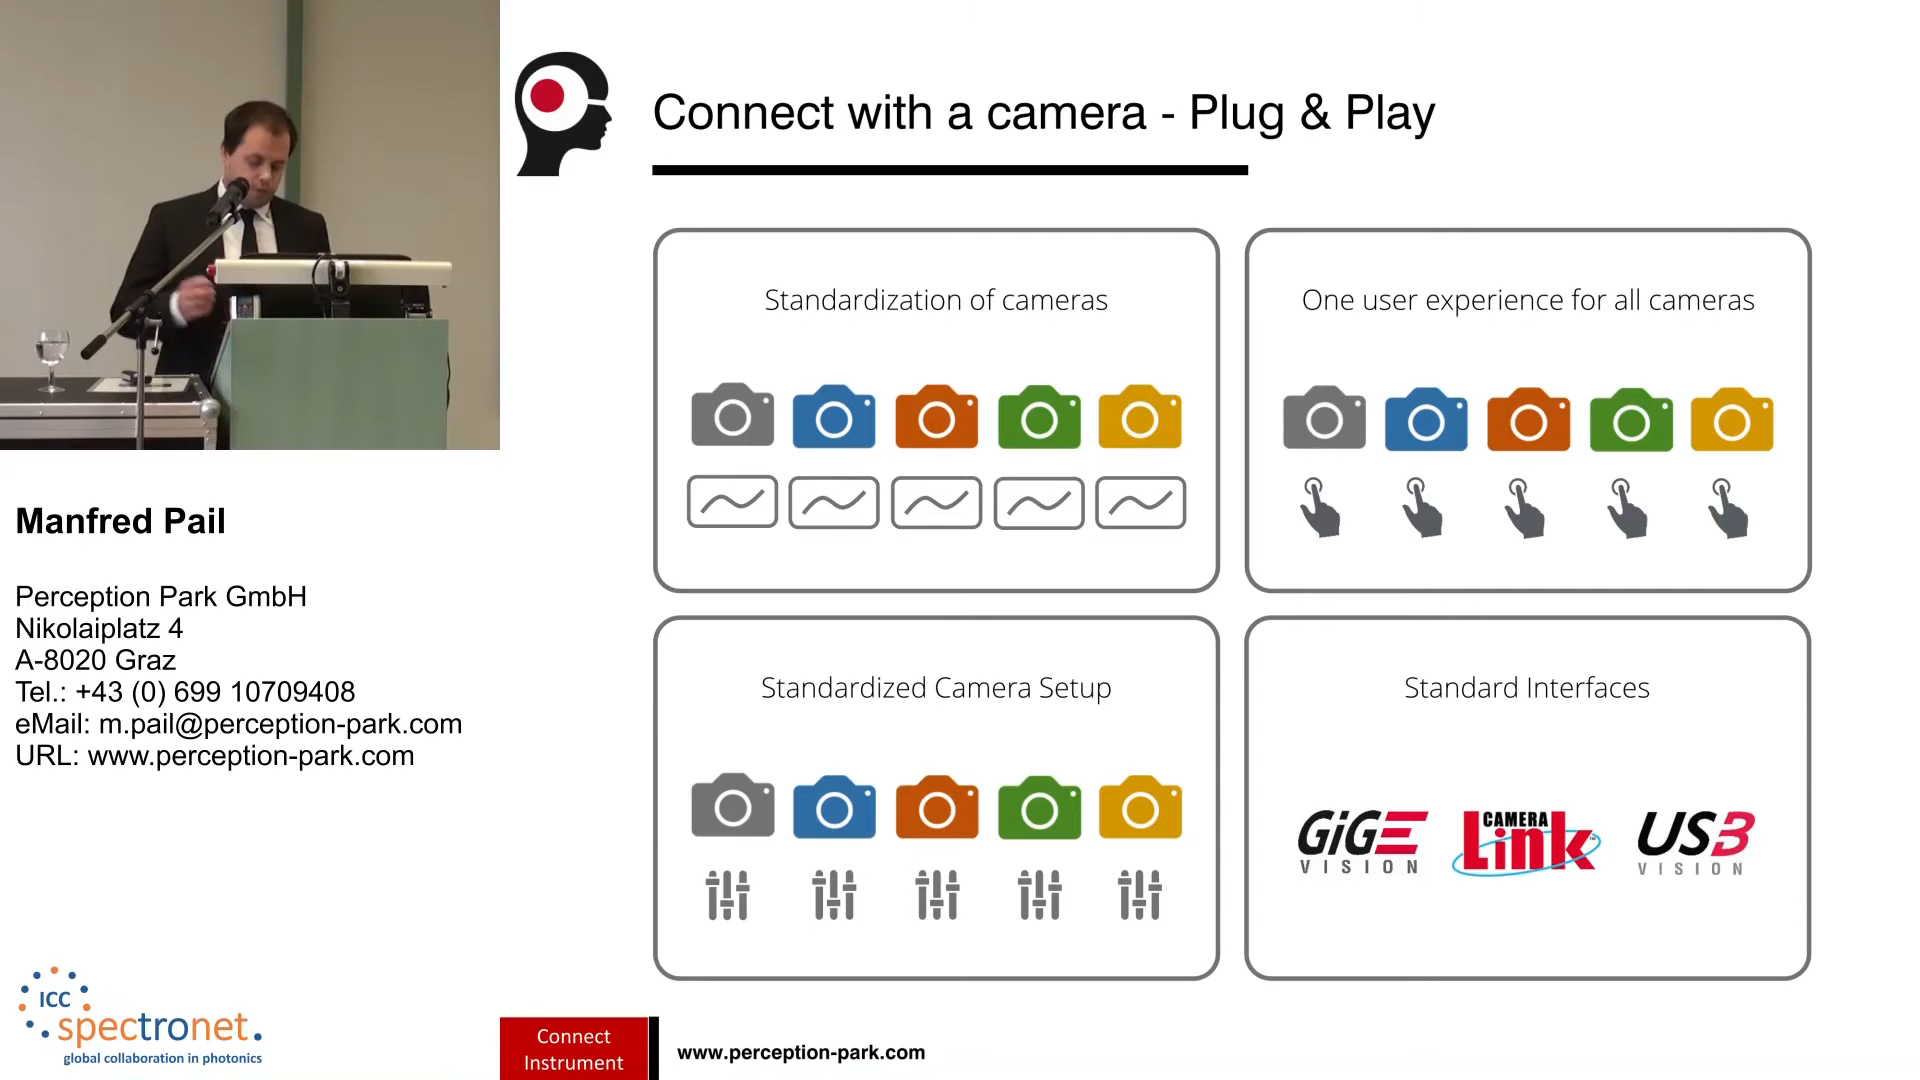 Connect with a camera - Plug & Play
Standardization of cameras
One user experience for all cameras
Standardized Camera Setup
Standard Interfaces
GiGE
VISION
CAMERA
Link™
USB
VISION
Manfred Pail
Perception Park GmbH
Nikolaiplatz 4
A-8020 Graz
Tel.: +43 (0) 699 10709408
eMail: m.pail@perception-park.com
URL: www.perception-park.com
ICC
spectronet.
global collaboration in photonics
Connect
Instrument
www.perception-park.com